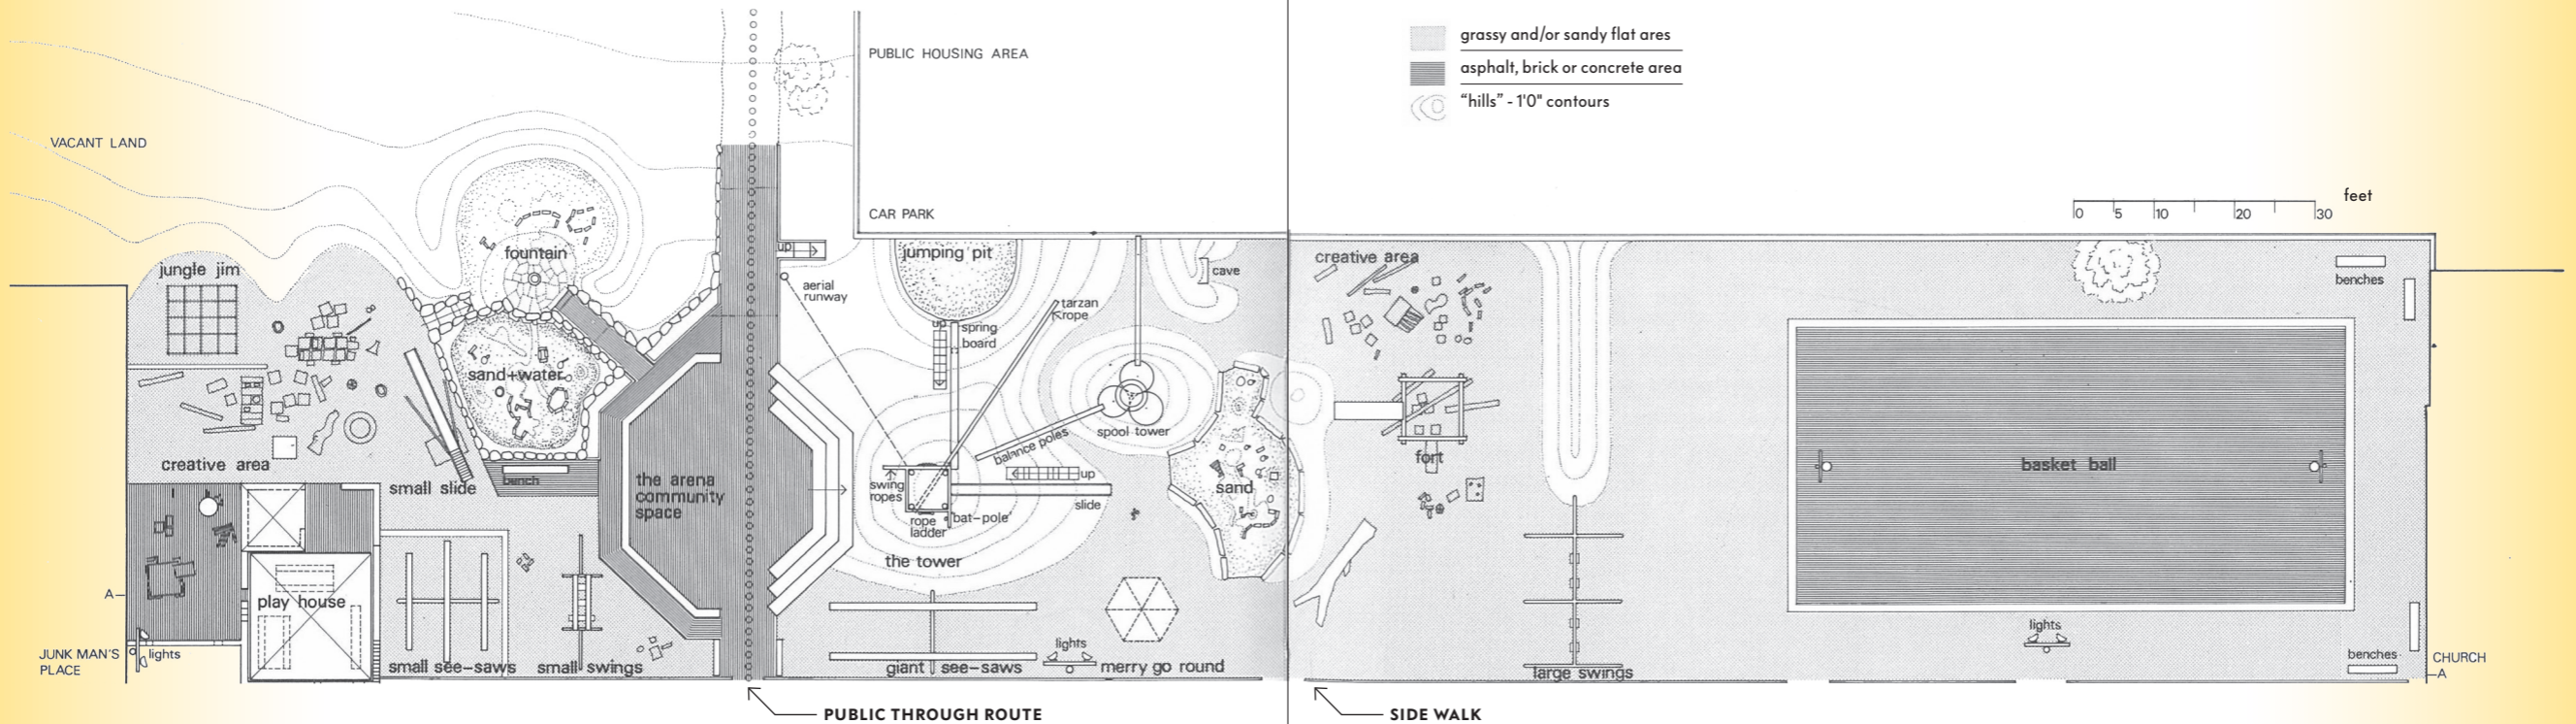 PUBLIC HOUSING AREA
grassy and/or sandy flat ares
asphalt, brick or concrete area
“hills” - 1'0" contours
VACANT LAND
CAR PARK
0 5 10 20 30
feet
jungle jim
fountain
up
jumping pit
aerial
runway
cave
tarzan
rope
creative area
benches
up
spring
board
sand+water
spool tower
balance poles
creative area
small slide
bench
the arena
community
space
swing
ropes
up
slide
rope
ladder
'bat-pole'
sand
fort
basket ball
the tower
A
play house
JUNK MAN'S
PLACE
lights
small see-saws
small swings
giant see-saws
lights
merry go round
large swings
lights
benches
CHURCH
A
PUBLIC THROUGH ROUTE
SIDE WALK